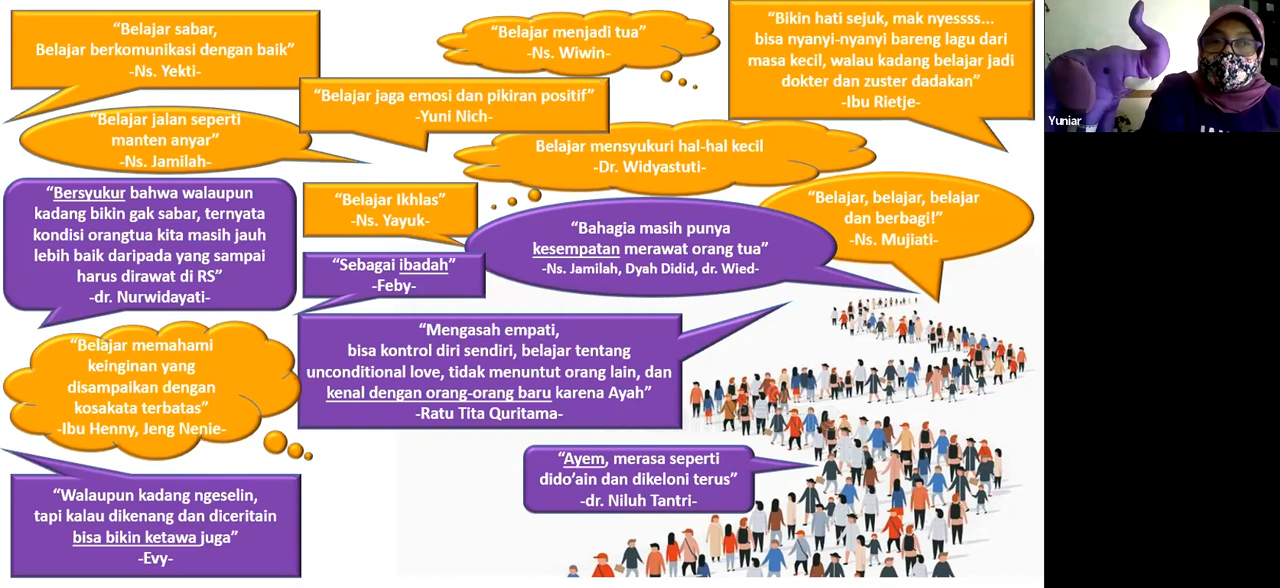 “Belajar sabar,
Belajar berkomunikasi dengan baik”
-Ns. Yekti-
“Belajar menjadi tua”
-Ns. Wiwin-
“Bikin hati sejuk, mak nyessss...
bisa nyanyi-nyanyi bareng lagu dari
masa kecil, walau kadang belajar jadi
dokter dan zuster dadakan”
-Ibu Rietje-
“Belajar jaga emosi dan pikiran positif”
-Yuni Nich-
“Belajar jalan seperti
manten anyar”
-Ns. Jamilah-
Belajar mensyukuri hal-hal kecil
-Dr. Widyastuti-
“Bersyukur bahwa walaupun
kadang bikin gak sabar, ternyata
kondisi orangtua kita masih jauh
lebih baik daripada yang sampai
harus dirawat di RS”
-dr. Nurwidayati-
“Belajar Ikhlas”
-Ns. Yayuk-
“Bahagia masih punya
kesempatan merawat orang tua”
-Ns. Jamilah, Dyah Didid, dr. Wied-
“Belajar, belajar, belajar
dan berbagi!”
-Ns. Mujiati-
“Sebagai ibadah”
-Feby-
“Mengasah empati,
bisa kontrol diri sendiri, belajar tentang
unconditional love, tidak menuntut orang lain, dan
kenal dengan orang-orang baru karena Ayah”
-Ratu Tita Quritama-
“Belajar memahami
keinginan yang
disampaikan dengan
kosakata terbatas”
-Ibu Henny, Jeng Nenie-
“Ayem, merasa seperti
dido’ain dan dikeloni terus”
-dr. Niluh Tantri-
“Walaupun kadang ngeselin,
tapi kalau dikenang dan diceritain
bisa bikin ketawa juga”
-Evy-
Yuniar